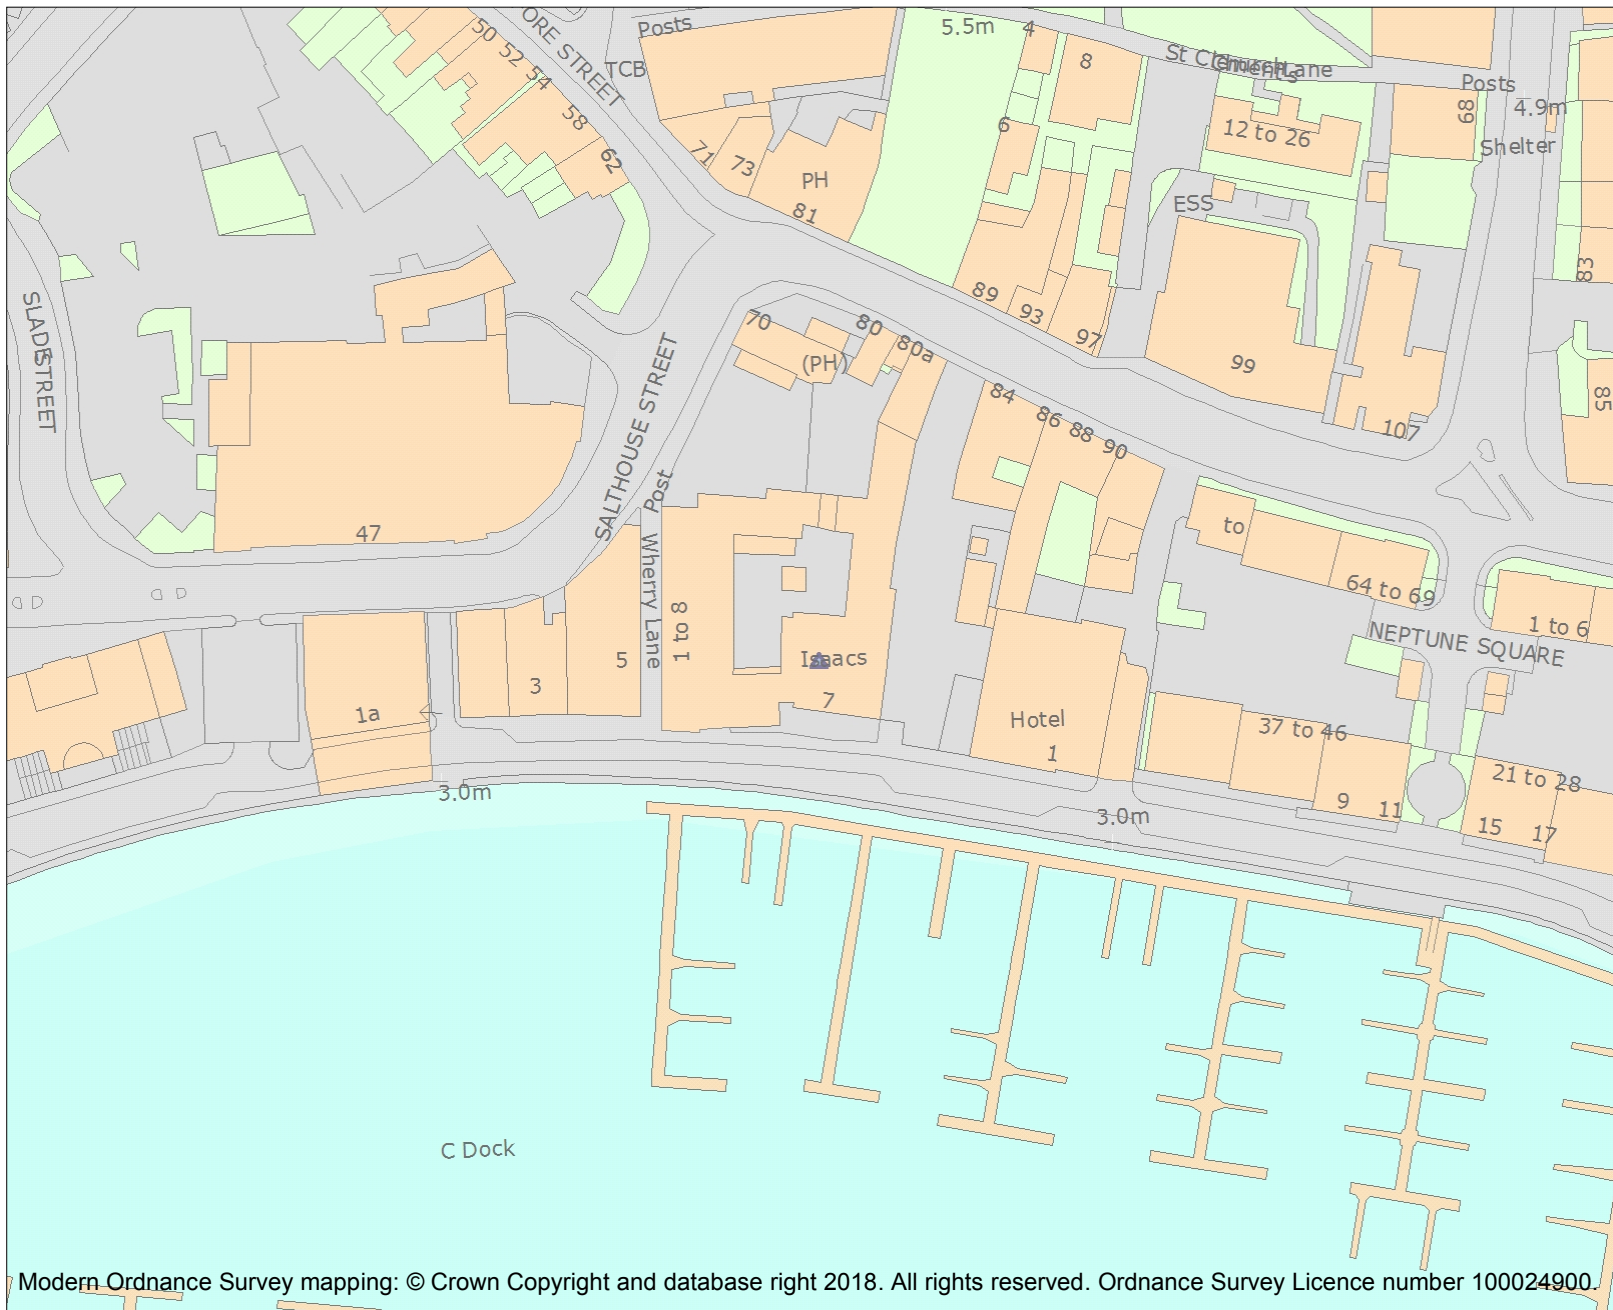 50
52
54
58
62
ORE STREET
Posts
TCB
5.5m
4
8
6
St Clements
Church Lane
Posts
68
4.9m
Shelter
12 to 26
ESS
71
73
PH
81
89
93
97
99
107
83
85
SLADE STREET
SALTHOUSE STREET
70
(PH)
80
80a
84
86
88
90
47
Post
Wherry Lane
1 to 8
Isaacs
7
5
3
1a
to
64 to 69
1 to 6
NEPTUNE SQUARE
Hotel
1
37 to 46
9
11
21 to 28
15
17
3.0m
3.0m
C Dock
Modern Ordnance Survey mapping: © Crown Copyright and database right 2018. All rights reserved. Ordnance Survey Licence number 100024900.